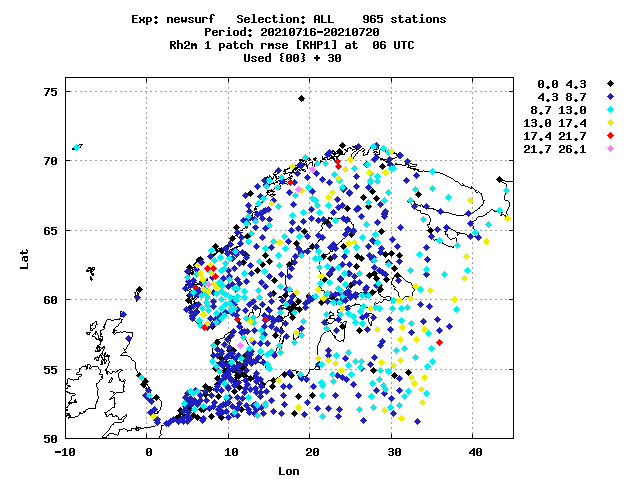 Exp: newsurf   Selection: ALL    965 stations
Period: 20210716-20210720
Rh2m 1 patch rmse [RHP1] at  06 UTC
Used {00} + 30
0.0 4.3
4.3 8.7
8.7 13.0
13.0 17.4
17.4 21.7
21.7 26.1
75
70
65
60
55
50
Lat
-10 0 10 20 30 40
Lon